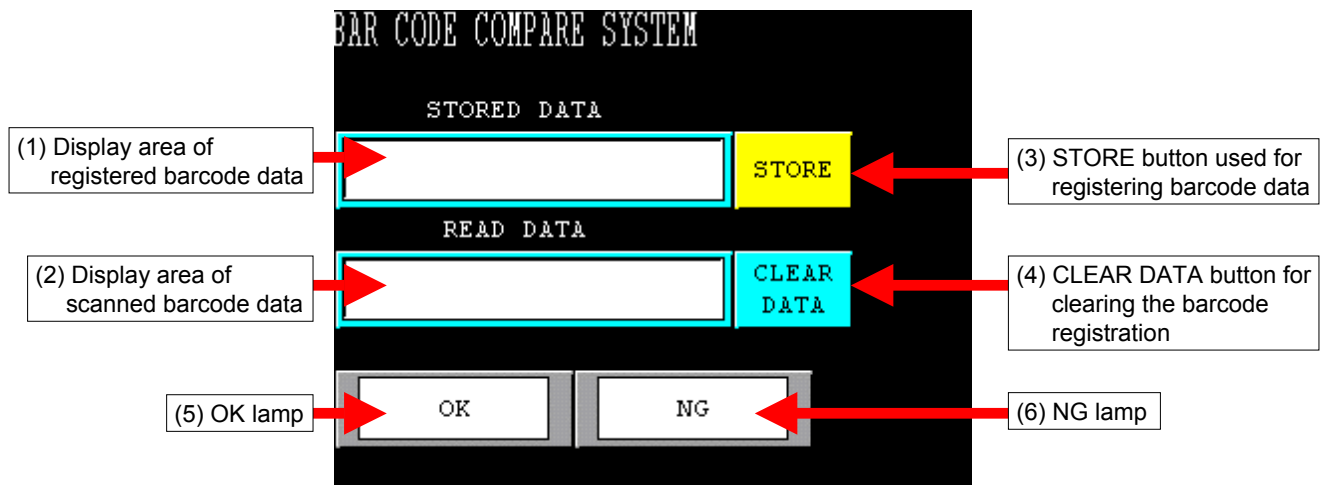 BAR CODE COMPARE SYSTEM
STORED DATA
(1) Display area of
registered barcode data
STORE
(3) STORE button used for
registering barcode data
READ DATA
(2) Display area of
scanned barcode data
CLEAR
DATA
(4) CLEAR DATA button for
clearing the barcode
registration
(5) OK lamp
OK
NG
(6) NG lamp